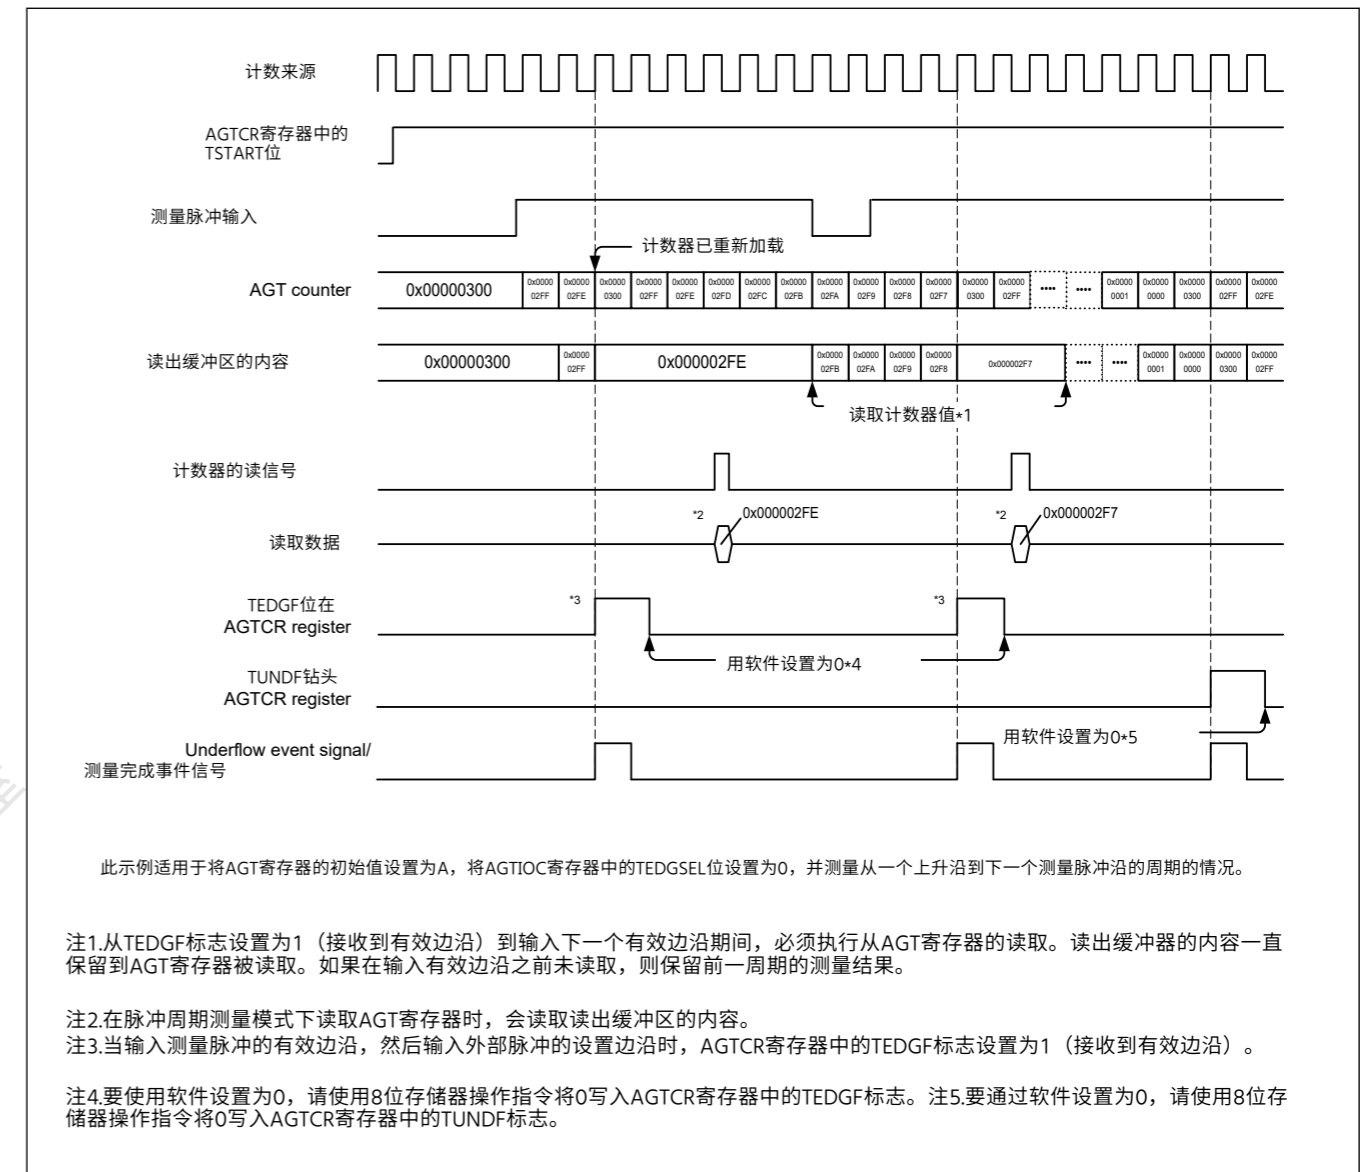 计数来源
AGTCR寄存器中的
TSTART位
测量脉冲输入
计数器已重新加载
AGT counter
0x00000300
0x0000 02FF
0x0000 02FE
0x0000 0300
0x0000 02FF
0x0000 02FE
0x0000 02FD
0x0000 02FC
0x0000 02FB
0x0000 02FA
0x0000 02F9
0x0000 02F8
0x0000 02F7
0x0000 0300
0x0000 02FF
••••
••••
0x0000 0001
0x0000 0000
0x0000 0300
0x0000 02FF
0x0000 02FE
读出缓冲区的内容
0x00000300
0x0000 02FF
0x000002FE
0x0000 02FB
0x0000 02FA
0x0000 02F9
0x0000 02F8
0x000002F7
••••
••••
0x0000 0001
0x0000 0000
0x0000 0300
0x0000 02FF
读取计数器值*1
计数器的读信号
*2
0x000002FE
*2
0x000002F7
读取数据
TEDGF位在
AGTCR register
*3
*3
用软件设置为0*4
TUNDF钻头
AGTCR register
用软件设置为0*5
Underflow event signal/
测量完成事件信号
此示例适用于将AGT寄存器的初始值设置为A，将AGTIOC寄存器中的TEDGSEL位设置为0，并测量从一个上升沿到下一个测量脉冲沿的周期的情况。
注1.从TEDGF标志设置为1（接收到有效边沿）到输入下一个有效边沿期间，必须执行从AGT寄存器的读取。读出缓冲器的内容一直
保留到AGT寄存器被读取。如果在输入有效边沿之前未读取，则保留前一周期的测量结果。
注2.在脉冲周期测量模式下读取AGT寄存器时，会读取读出缓冲区的内容。
注3.当输入测量脉冲的有效边沿，然后输入外部脉冲的设置边沿时，AGTCR寄存器中的TEDGF标志设置为1（接收到有效边沿）。
注4.要使用软件设置为0，请使用8位存储器操作指令将0写入AGTCR寄存器中的TEDGF标志。注5.要通过软件设置为0，请使用8位存
储器操作指令将0写入AGTCR寄存器中的TUNDF标志。